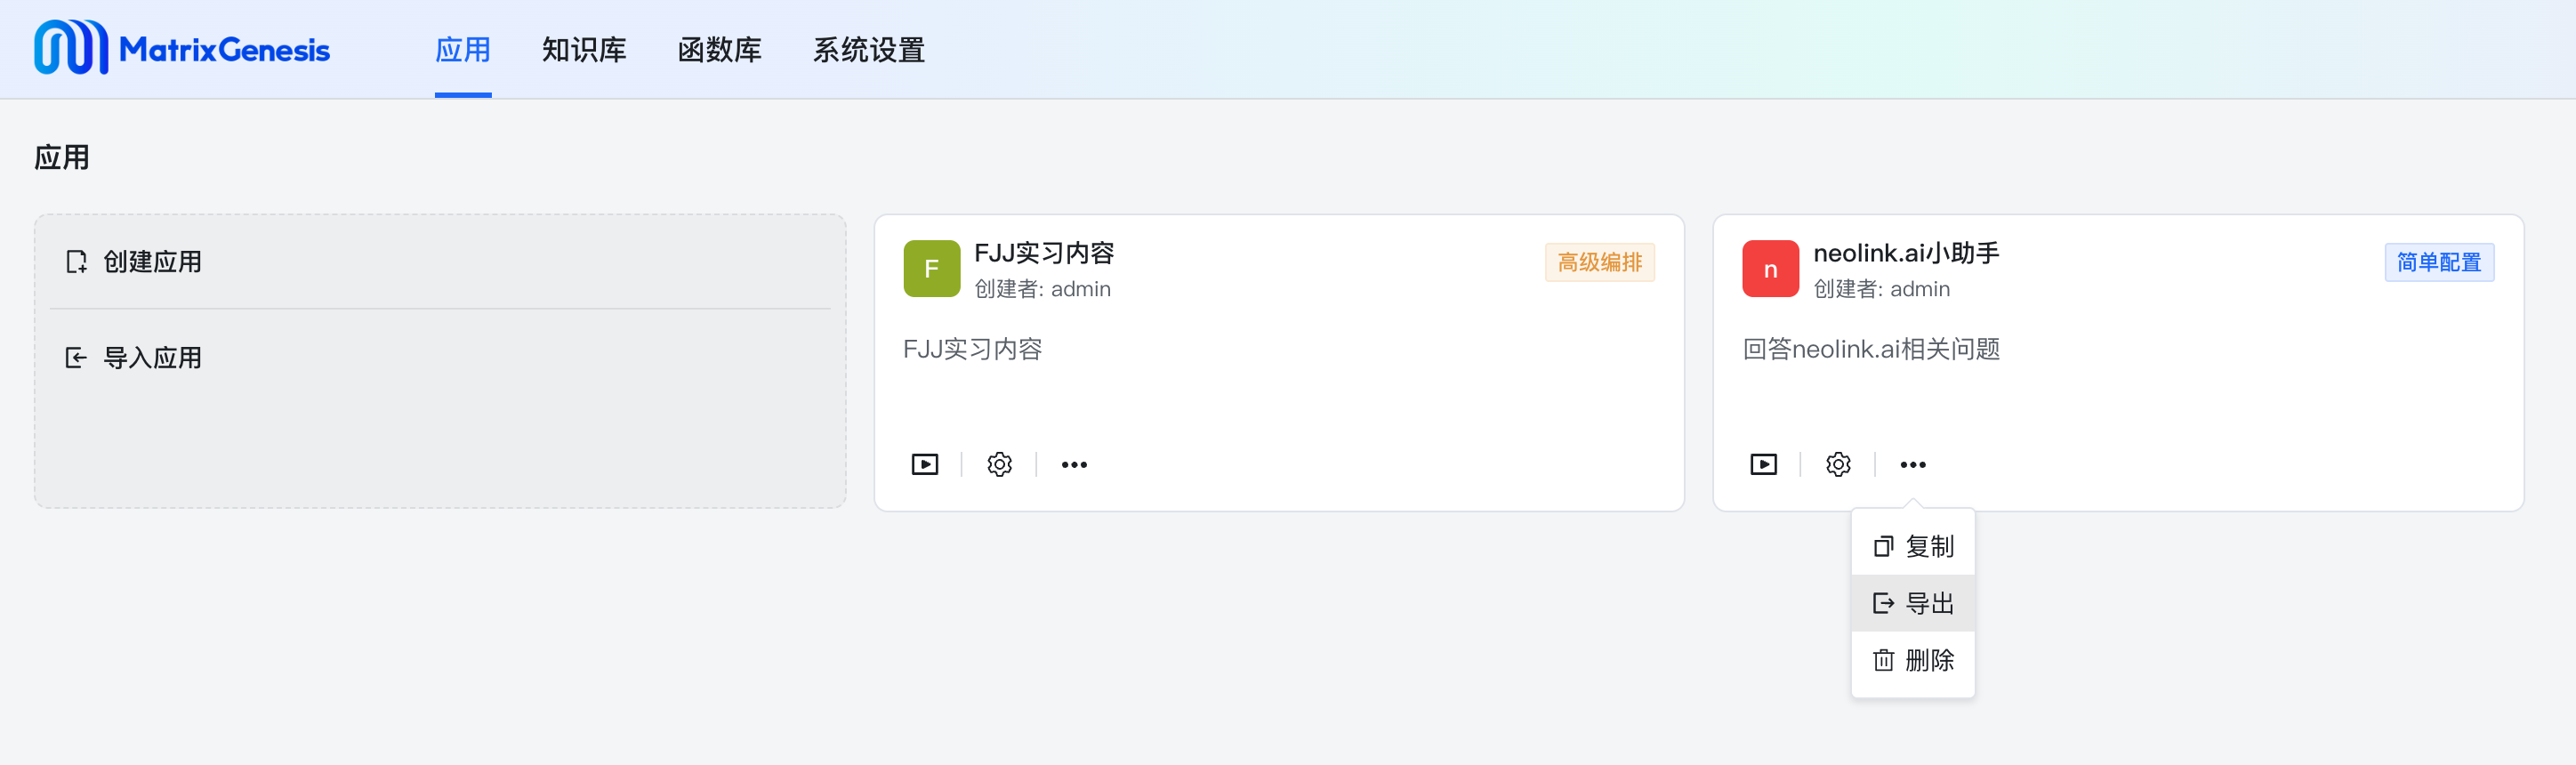 MatrixGenesis 应用 知识库 函数库 系统设置
应用
创建应用
导入应用
F FJJ实习内容 高级编排
创建者: admin
FJJ实习内容
n neolink.ai小助手 简单配置
创建者: admin
回答neolink.ai相关问题
复制
导出
删除